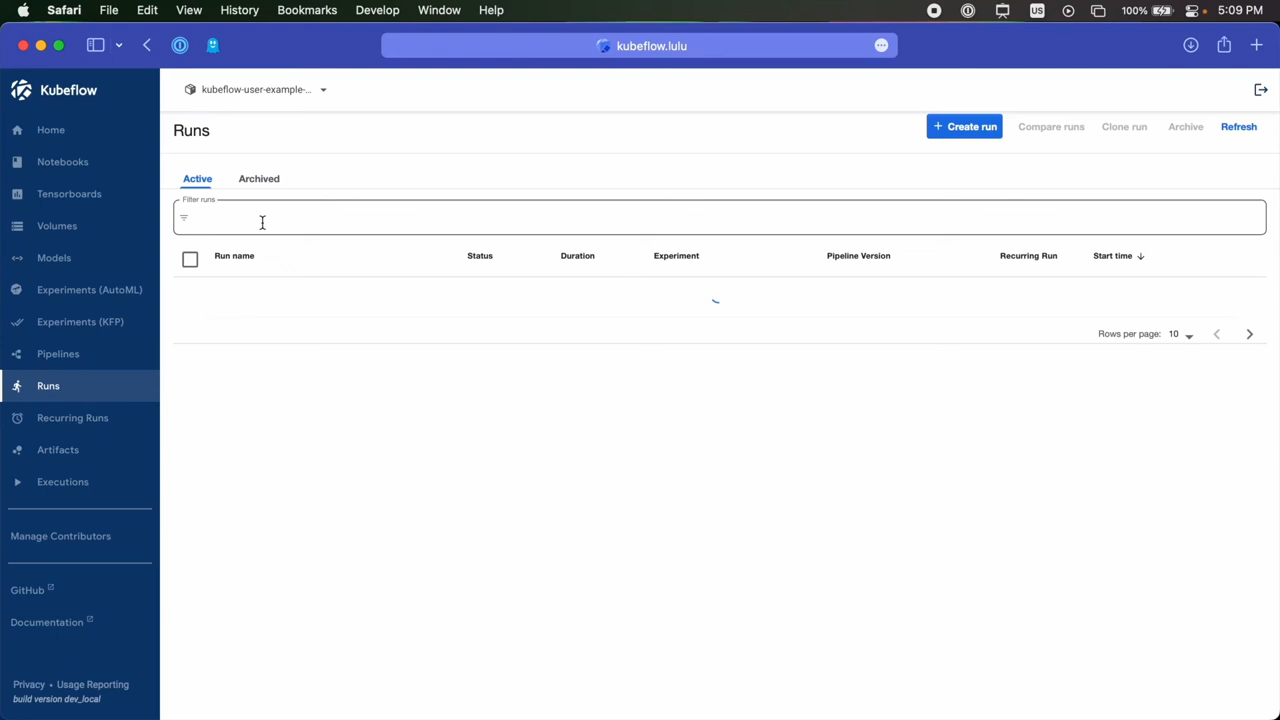 Safari File Edit View History Bookmarks Develop Window Help US 100% 5:09 PM
kubeflow.lulu
Kubeflow
kubeflow-user-example-...
Home
Notebooks
Tensorboards
Volumes
Models
Experiments (AutoML)
Experiments (KFP)
Pipelines
Runs
Recurring Runs
Artifacts
Executions
Manage Contributors
GitHub
Documentation
Privacy • Usage Reporting
build version dev_local
Runs
+ Create run Compare runs Clone run Archive Refresh
Active Archived
Filter runs
Run name Status Duration Experiment Pipeline Version Recurring Run Start time
Rows per page: 10